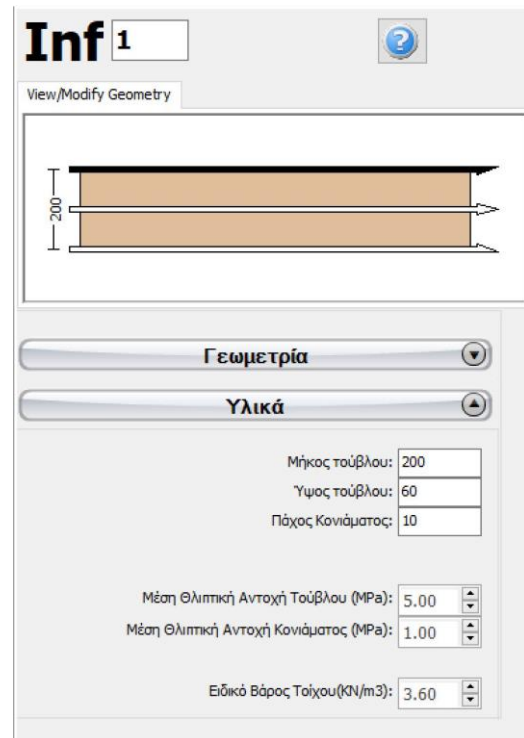 Inf 1
View/Modify Geometry
200
Γεωμετρία
Υλικά
Μήκος τούβλου: 200
Ύψος τούβλου: 60
Πάχος Κονιάματος: 10
Μέση Θλιπτική Αντοχή Τούβλου (MPa): 5.00
Μέση Θλιπτική Αντοχή Κονιάματος (MPa): 1.00
Ειδικό Βάρος Τοίχου(KN/m3): 3.60